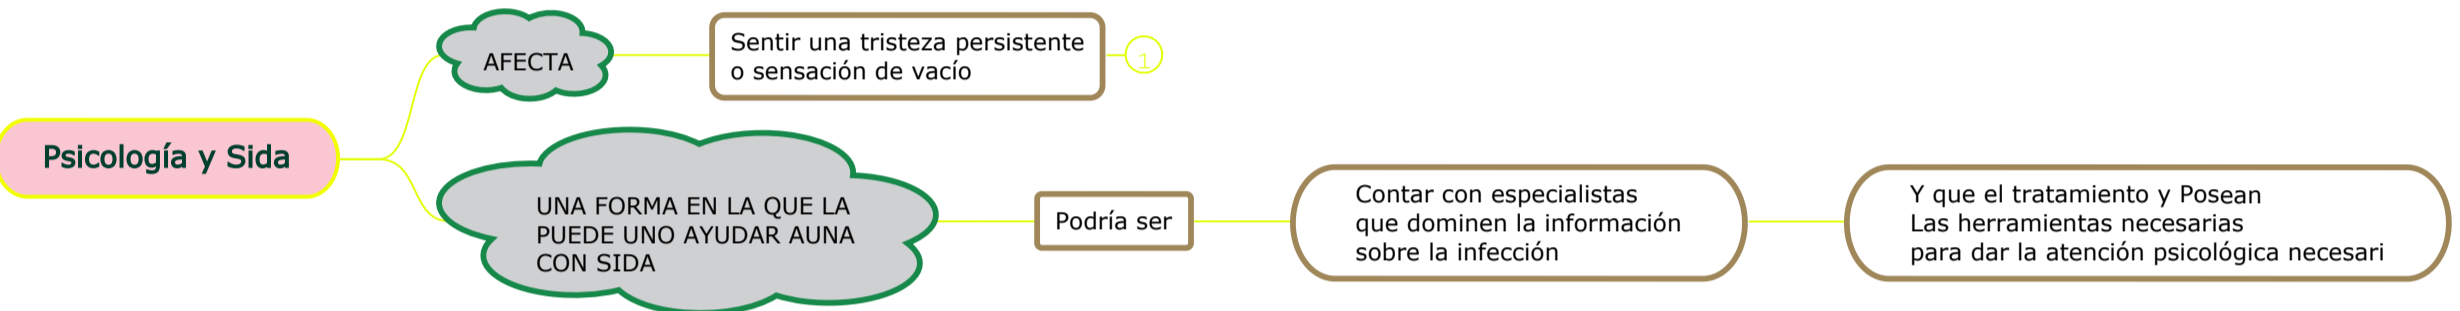 Psicología y Sida
AFECTA
Sentir una tristeza persistente
o sensación de vacío
1
UNA FORMA EN LA QUE LA
PUEDE UNO AYUDAR AUNA
CON SIDA
Podría ser
Contar con especialistas
que dominen la información
sobre la infección
Y que el tratamiento y Posean
Las herramientas necesarias
para dar la atención psicológica necesari